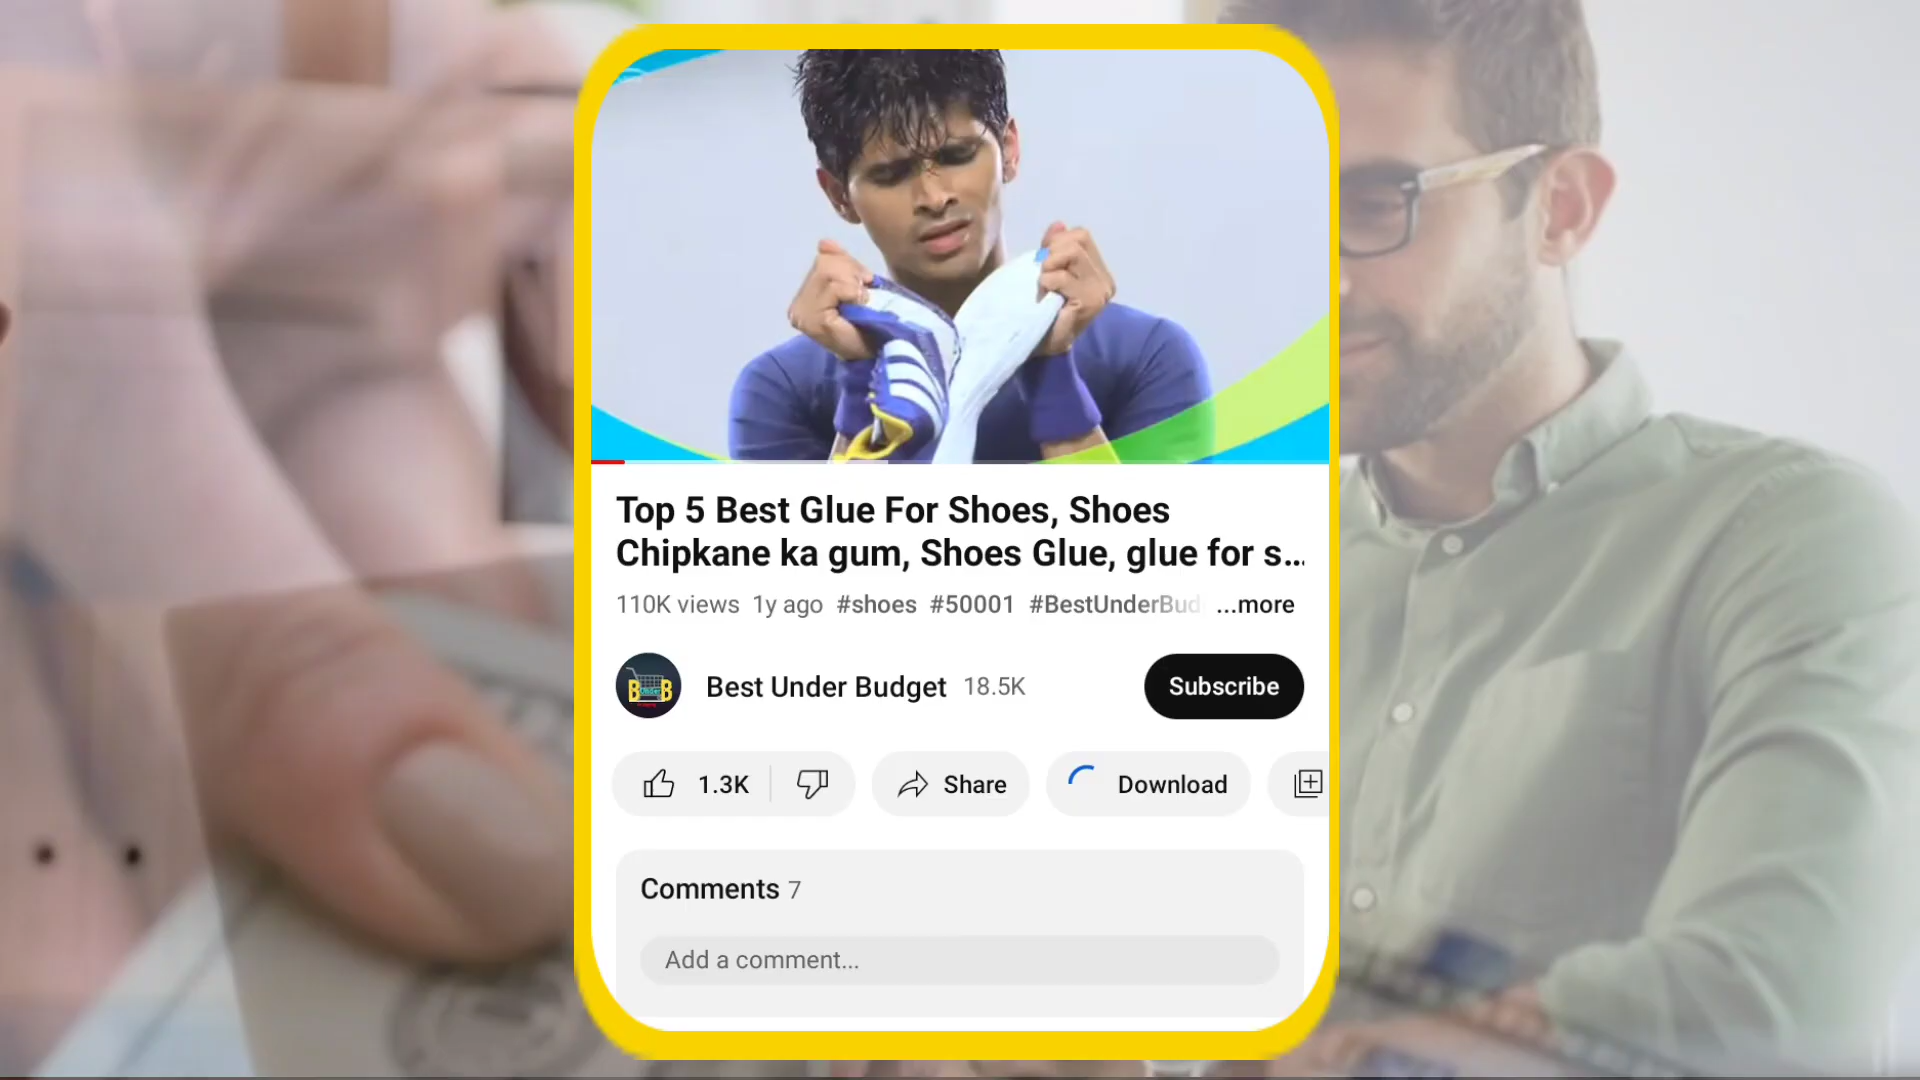 Top 5 Best Glue For Shoes, Shoes
Chipkane ka gum, Shoes Glue, glue for s...
110K views 1y ago #shoes #50001 #BestUnderBud ...more
Best Under Budget 18.5K
Subscribe
1.3K
Share
Download
Comments 7
Add a comment...